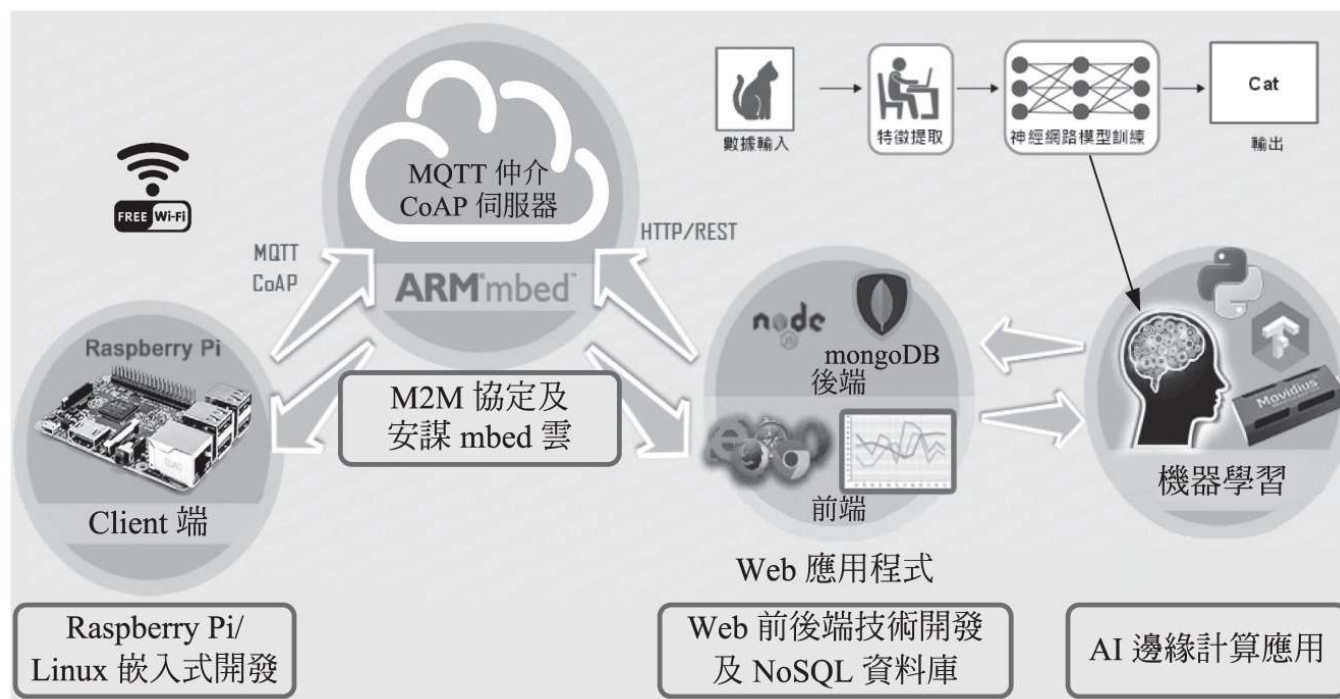 數據輸入
特徵提取
神經網路模型訓練
Cat
輸出
FREE Wi-Fi
MQTT 仲介
CoAP 伺服器
ARM®mbed™
MQTT
CoAP
HTTP/REST
Raspberry Pi
Client 端
M2M 協定及
安謀 mbed 雲
node
mongoDB
後端
前端
Web 應用程式
Movidius
機器學習
Raspberry Pi/
Linux 嵌入式開發
Web 前後端技術開發
及 NoSQL 資料庫
AI 邊緣計算應用